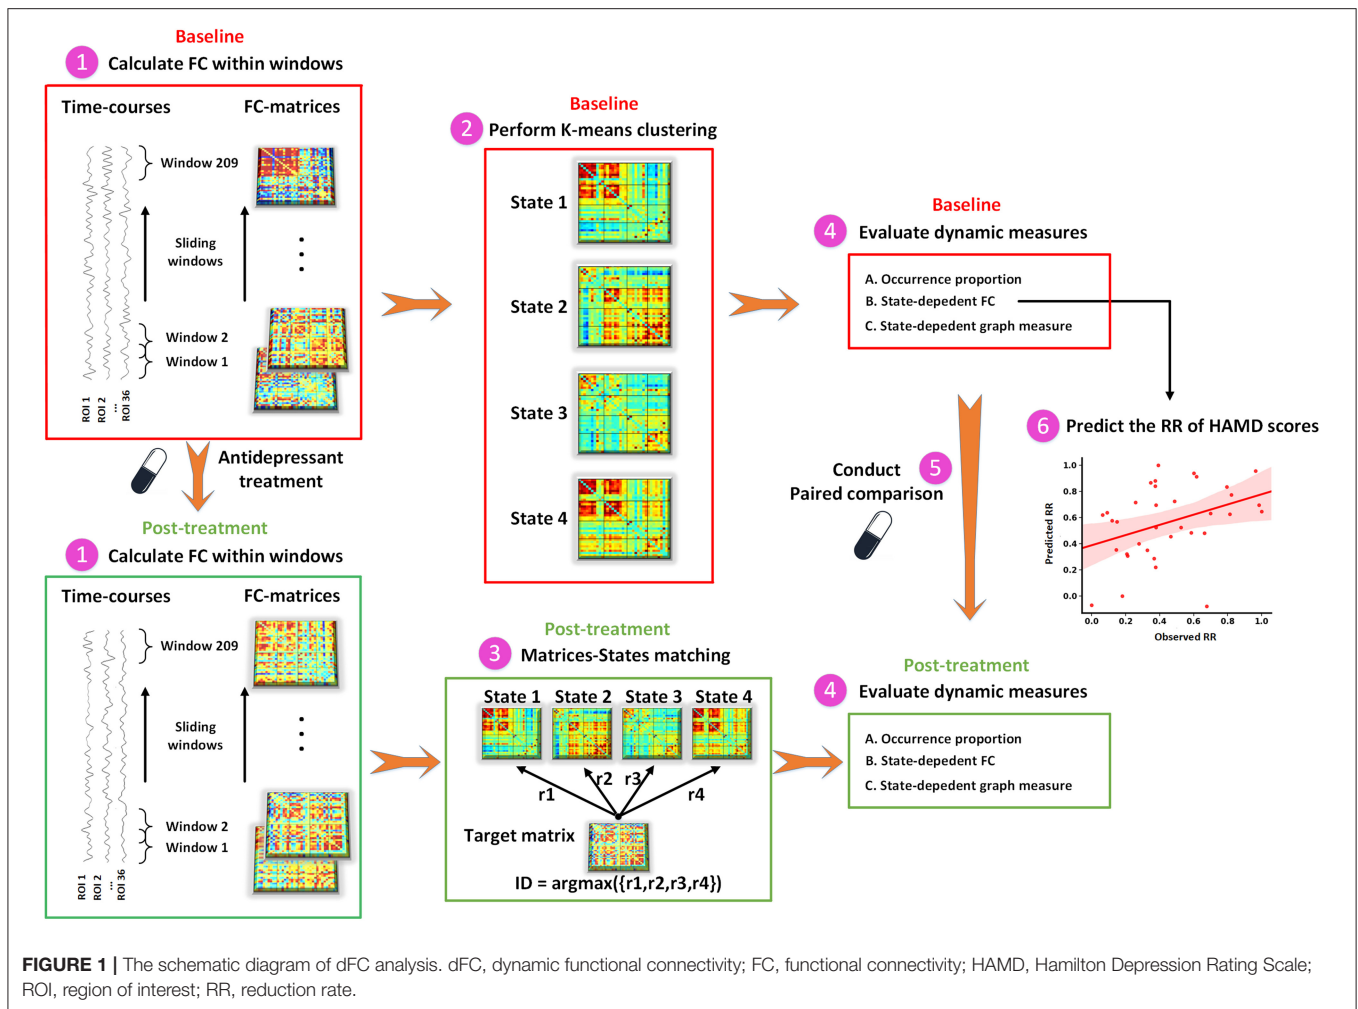 Baseline
1 Calculate FC within windows
Time-courses FC-matrices
Window 209
Sliding
windows
Window 2
Window 1
ROI 1
ROI 2
...
ROI 36
Antidepressant
treatment
Post-treatment
1 Calculate FC within windows
Time-courses FC-matrices
Window 209
Sliding
windows
Window 2
Window 1
ROI 1
ROI 2
...
ROI 36
Baseline
2 Perform K-means clustering
State 1
State 2
State 3
State 4
Post-treatment
3 Matrices-States matching
State 1 State 2 State 3 State 4
r1 r2 r3 r4
Target matrix
ID = argmax({r1,r2,r3,r4})
Baseline
4 Evaluate dynamic measures
A. Occurrence proportion
B. State-depedent FC
C. State-depedent graph measure
Conduct
Paired comparison
5
Post-treatment
4 Evaluate dynamic measures
A. Occurrence proportion
B. State-depedent FC
C. State-depedent graph measure
6 Predict the RR of HAMD scores
Predicted RR
1.0
0.8
0.6
0.4
0.2
0.0
0.0 0.2 0.4 0.6 0.8 1.0
Observed RR
FIGURE 1 | The schematic diagram of dFC analysis. dFC, dynamic functional connectivity; FC, functional connectivity; HAMD, Hamilton Depression Rating Scale;
ROI, region of interest; RR, reduction rate.